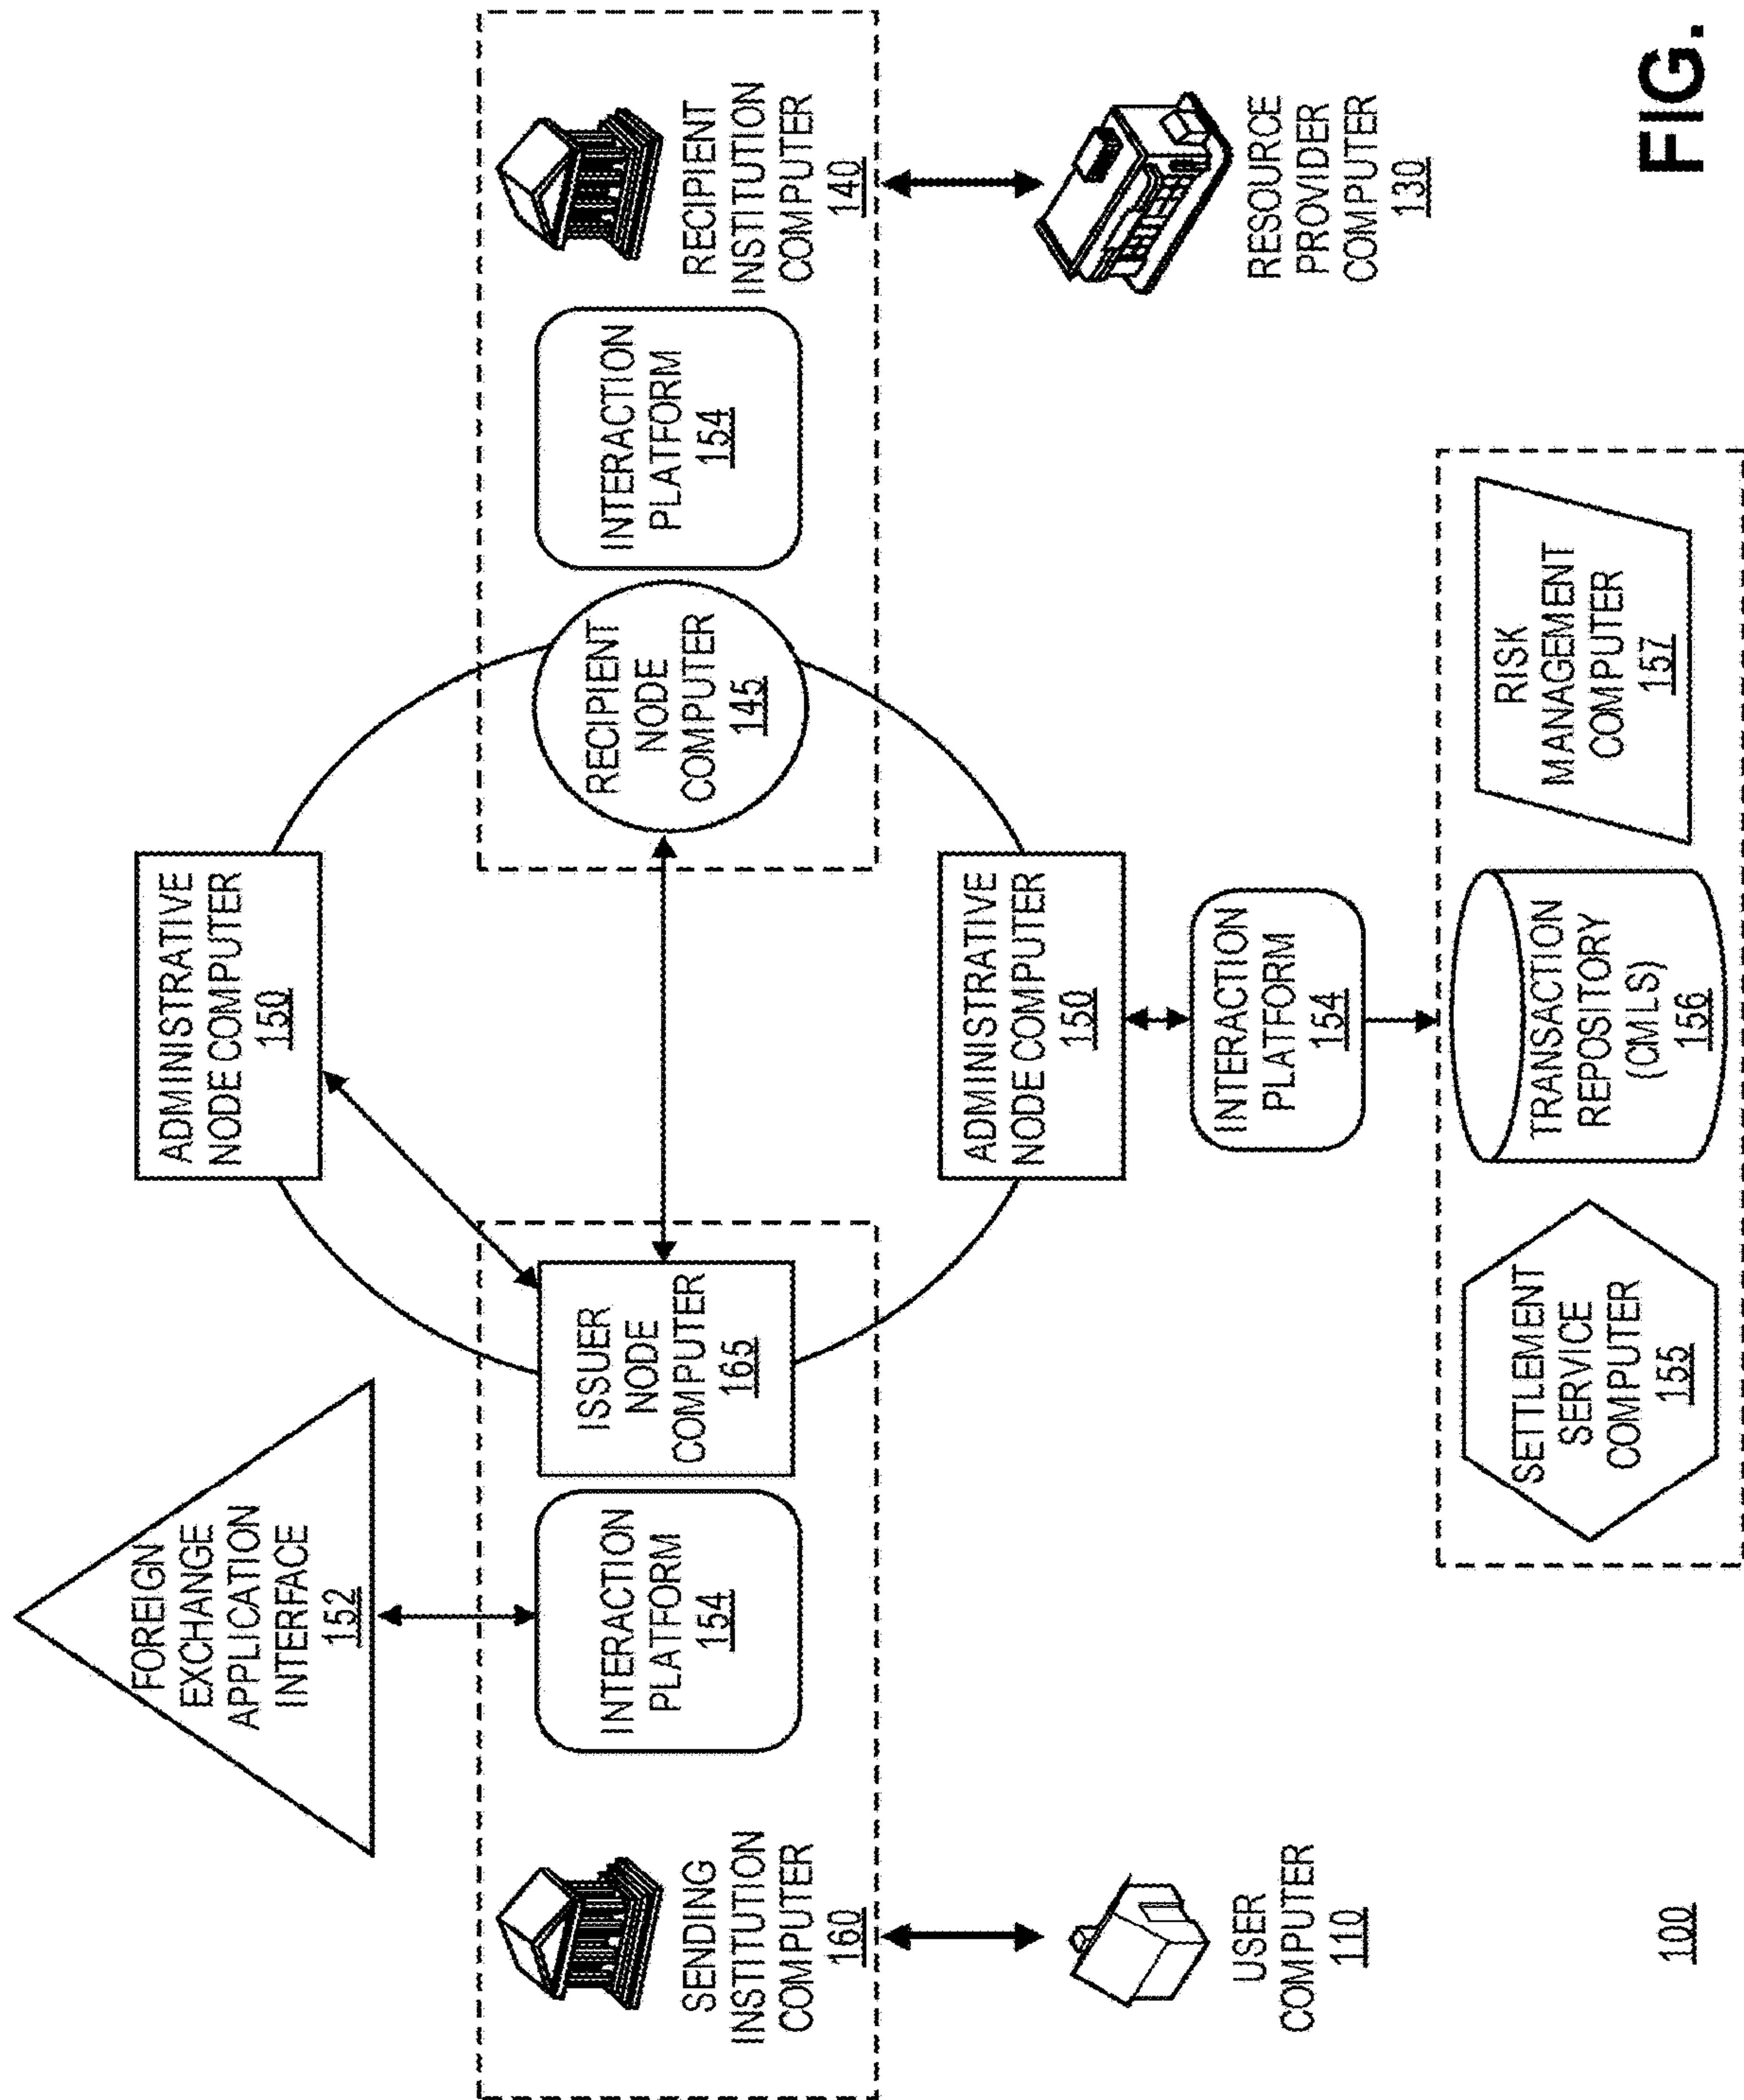 FOREIGN
EXCHANGE
APPLICATION
INTERFACE
152
ADMINISTRATIVE
NODE COMPUTER
150
SENDING
INSTITUTION
COMPUTER
160
INTERACTION
PLATFORM
154
ISSUER
NODE
COMPUTER
165
RECIPIENT
NODE
COMPUTER
145
INTERACTION
PLATFORM
154
RECIPIENT
INSTITUTION
COMPUTER
140
USER
COMPUTER
110
ADMINISTRATIVE
NODE COMPUTER
150
RESOURCE
PROVIDER
COMPUTER
130
INTERACTION
PLATFORM
154
SETTLEMENT
SERVICE
COMPUTER
155
TRANSACTION
REPOSITORY
(CMLS)
156
RISK
MANAGEMENT
COMPUTER
157
100
FIG.